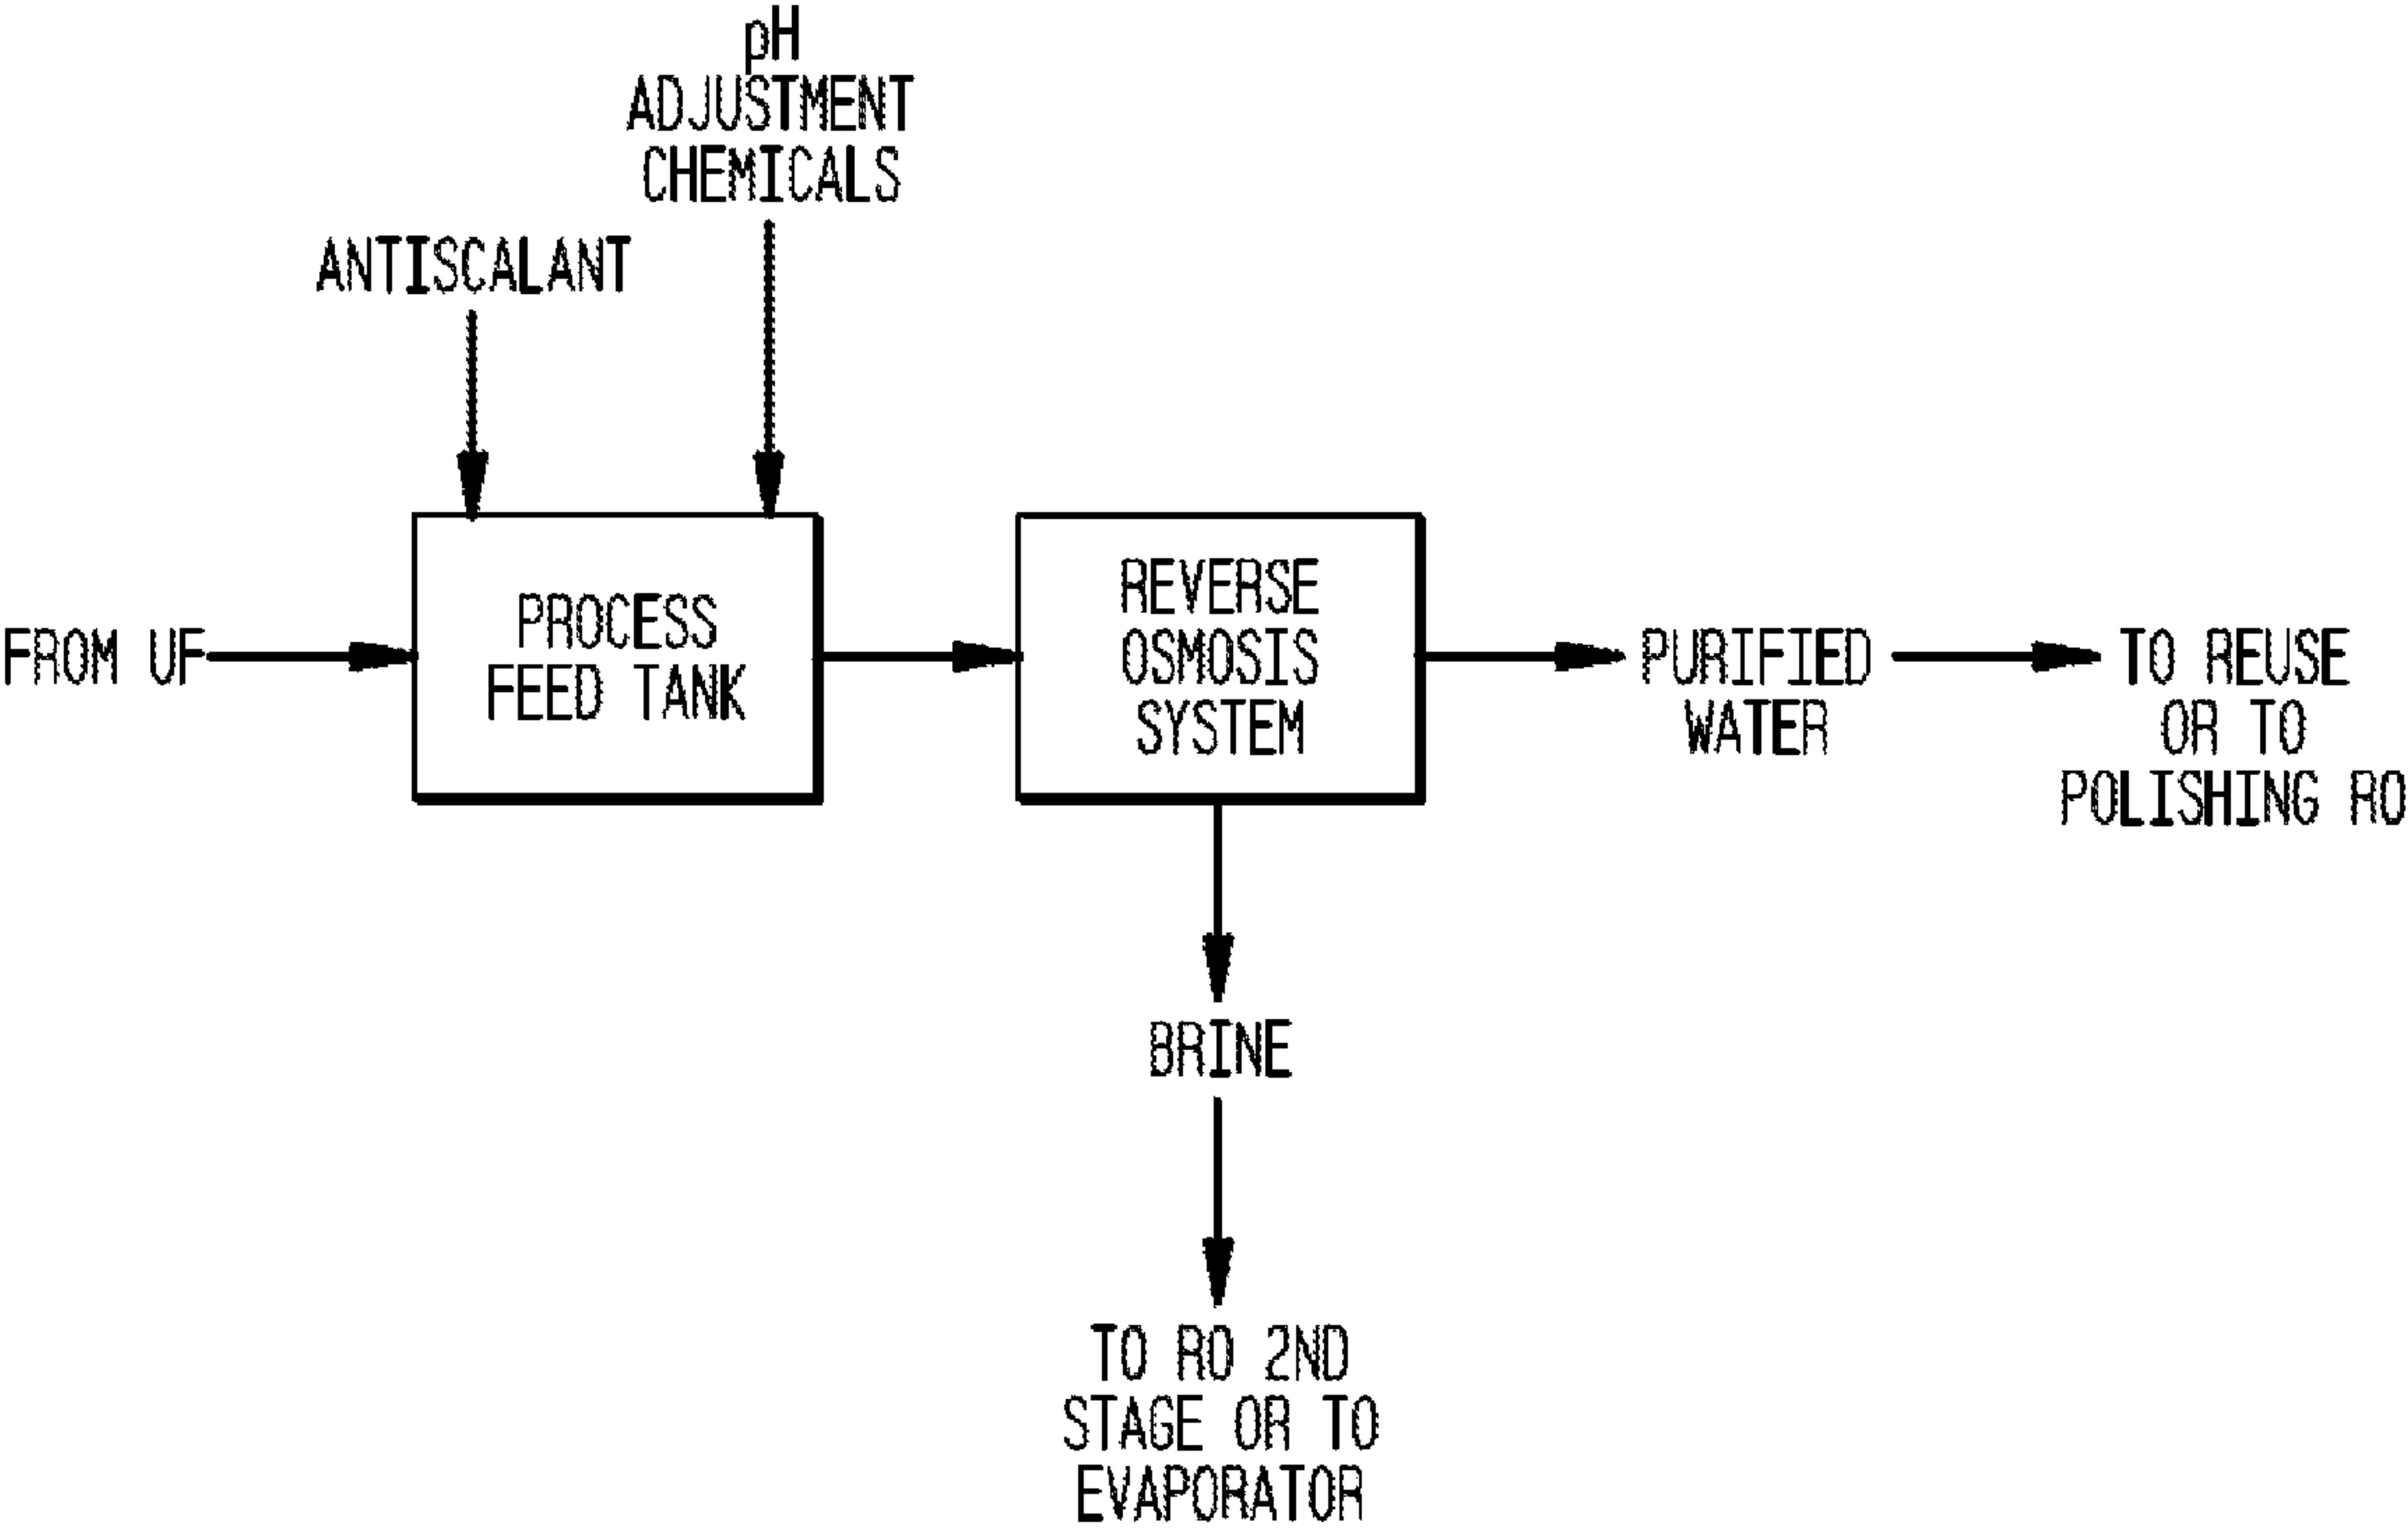 pH
ADJUSTMENT
CHEMICALS
ANTISCALANT
FROM UF
PROCESS
FEED TANK
REVERSE
OSMOSIS
SYSTEM
PURIFIED
WATER
TO REUSE
OR TO
POLISHING RO
BRINE
TO RO 2ND
STAGE OR TO
EVAPORATOR